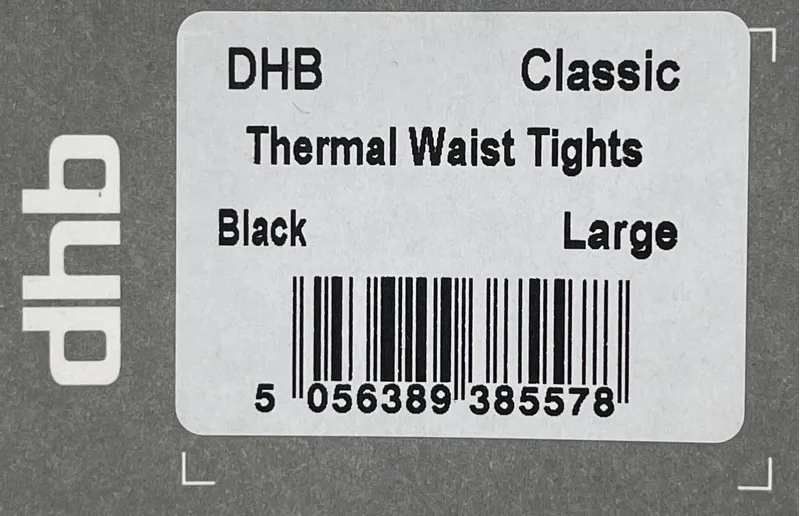 dhb
DHB Classic
Thermal Waist Tights
Black Large
5 056389 385578